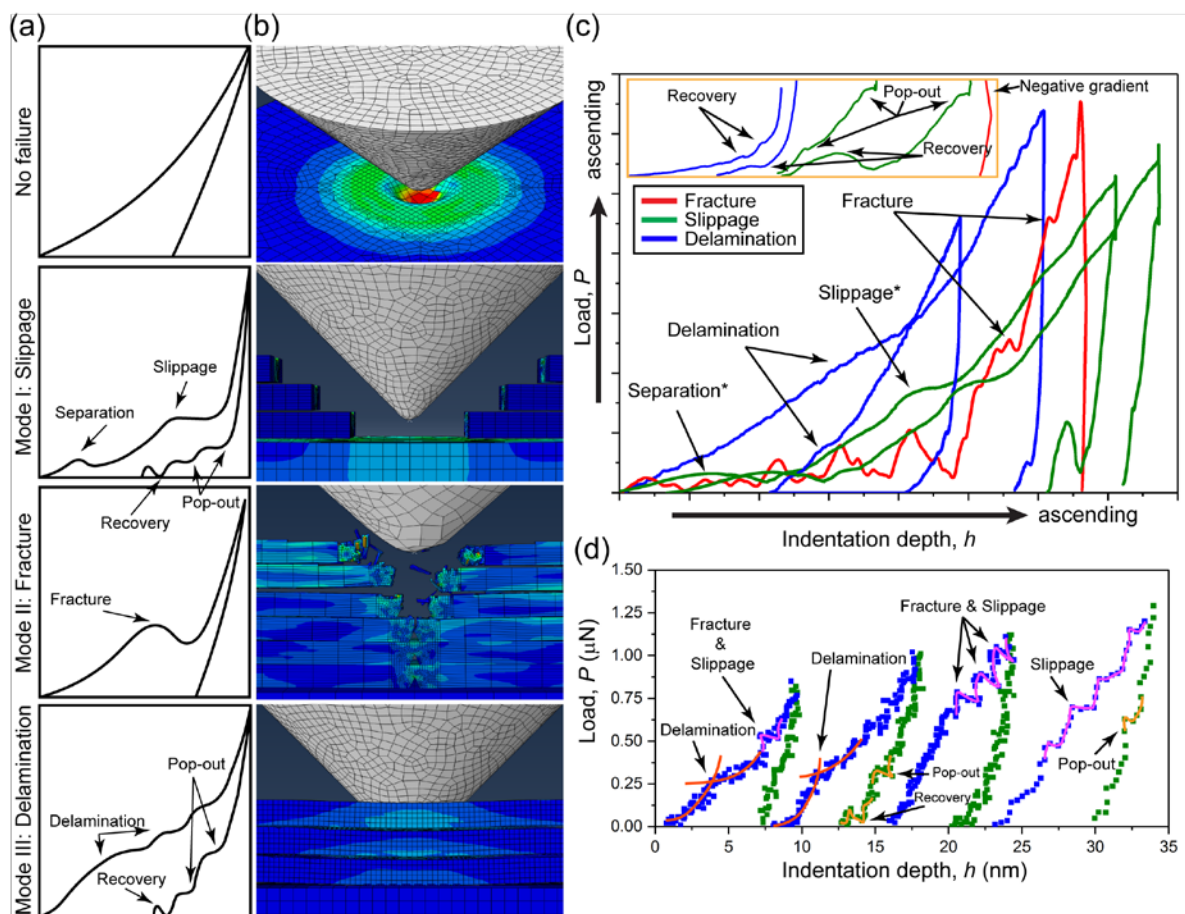 (a)
No failure
Mode I: Slippage
Separation
Slippage
Recovery
Pop-out
Mode II: Fracture
Fracture
Mode III: Delamination
Delamination
Pop-out
Recovery
(b)
(c)
Load, P
ascending
Recovery
Pop-out
Negative gradient
Recovery
Fracture
Slippage
Delamination
Fracture
Slippage*
Delamination
Separation*
ascending
Indentation depth, h
(d)
Load, P (μN)
1.50
1.25
1.00
0.75
0.50
0.25
0.00
Fracture
&
Slippage
Delamination
Delamination
Fracture & Slippage
Slippage
Pop-out
Recovery
Pop-out
0
5
10
15
20
25
30
35
Indentation depth, h (nm)